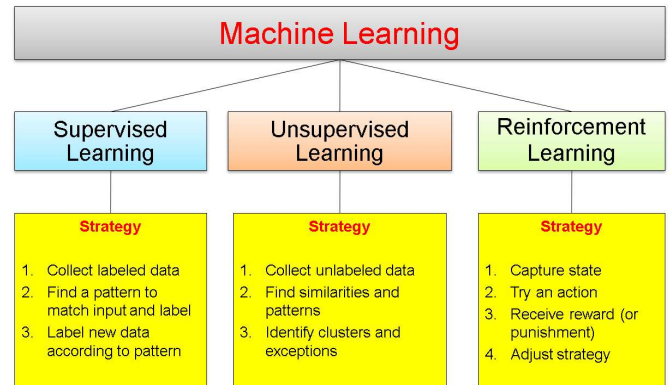 Machine Learning
Supervised
Learning
Unsupervised
Learning
Reinforcement
Learning
Strategy
1. Collect labeled data
2. Find a pattern to
match input and label
3. Label new data
according to pattern
Strategy
1. Collect unlabeled data
2. Find similarities and
patterns
3. Identify clusters and
exceptions
Strategy
1. Capture state
2. Try an action
3. Receive reward (or
punishment)
4. Adjust strategy